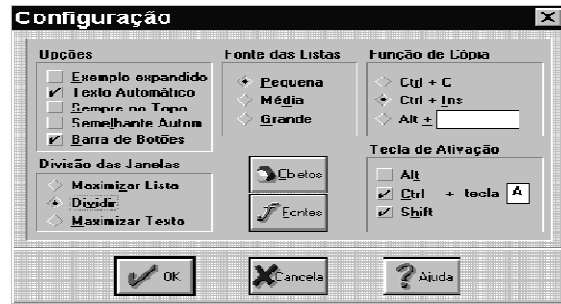 Configuração
Opções
Exemplo expandido
Texto Automático
Sempre no Topo
Semelhante Autom
Barra de Botões
Fonte das Listas
Pequena
Média
Grande
Função de Cópia
Ctrl + C
Ctrl + Ins
Alt +
Divisão das Janelas
Maximizar Lista
Dividir
Maximizar Texto
Objetos
Fontes
Tecla de Ativação
Alt
Ctrl + tecla A
Shift
OK
Cancela
Ajuda